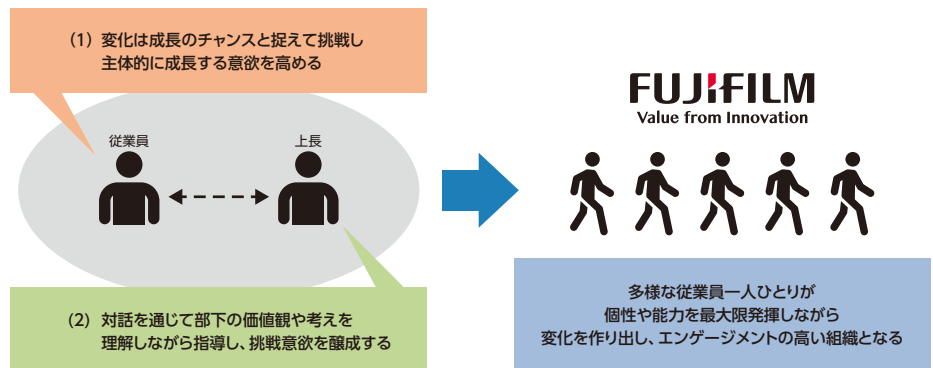 (1) 変化は成長のチャンスと捉えて挑戦し
主体的に成長する意欲を高める
従業員
上長
(2) 対話を通じて部下の価値観や考えを
理解しながら指導し、挑戦意欲を醸成する
FUJIFILM
Value from Innovation
多様な従業員一人ひとりが
個性や能力を最大限発揮しながら
変化を作り出し、エンゲージメントの高い組織となる